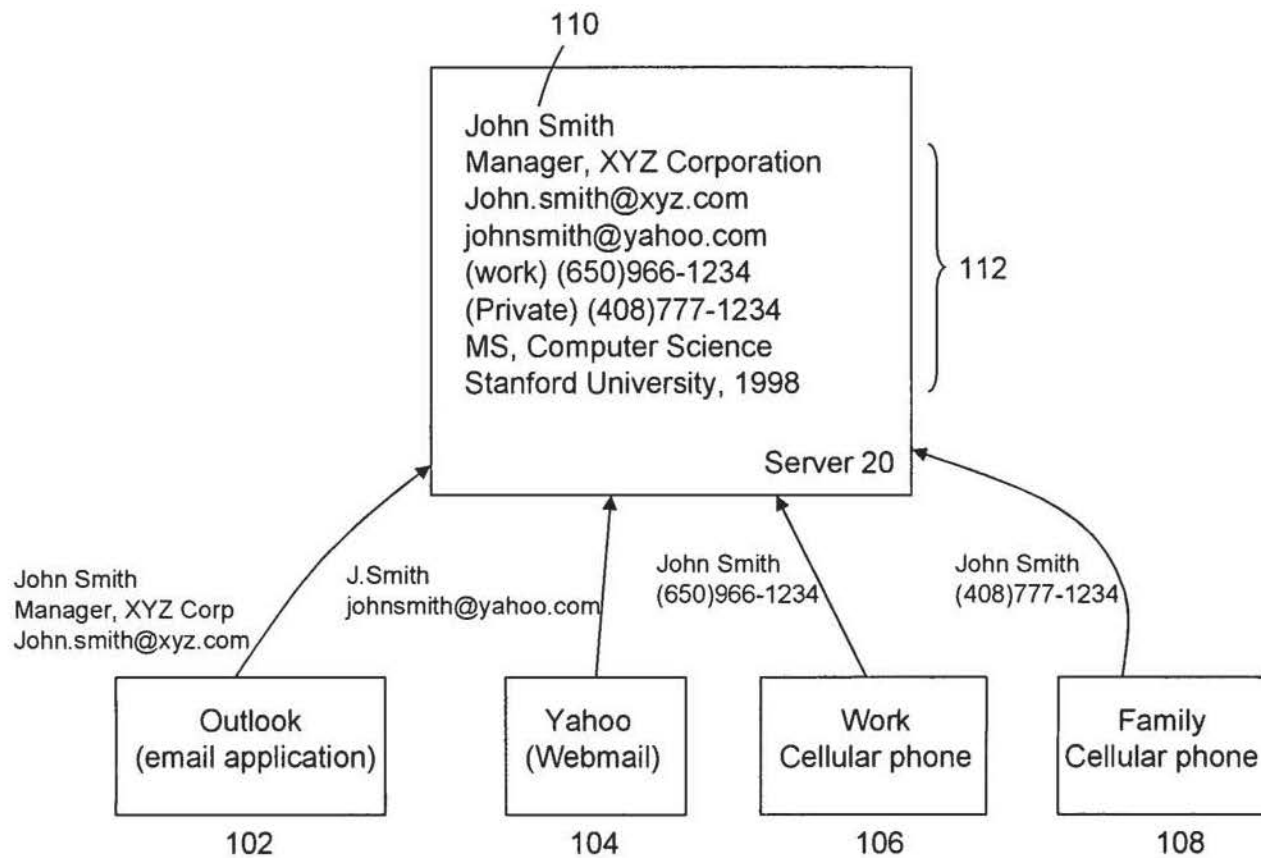 110
John Smith
Manager, XYZ Corporation
John.smith@xyz.com
johnsmith@yahoo.com
(work) (650)966-1234
(Private) (408)777-1234
MS, Computer Science
Stanford University, 1998
112
Server 20
John Smith
Manager, XYZ Corp
John.smith@xyz.com
J.Smith
johnsmith@yahoo.com
John Smith
(650)966-1234
John Smith
(408)777-1234
Outlook
(email application)
Yahoo
(Webmail)
Work
Cellular phone
Family
Cellular phone
102
104
106
108